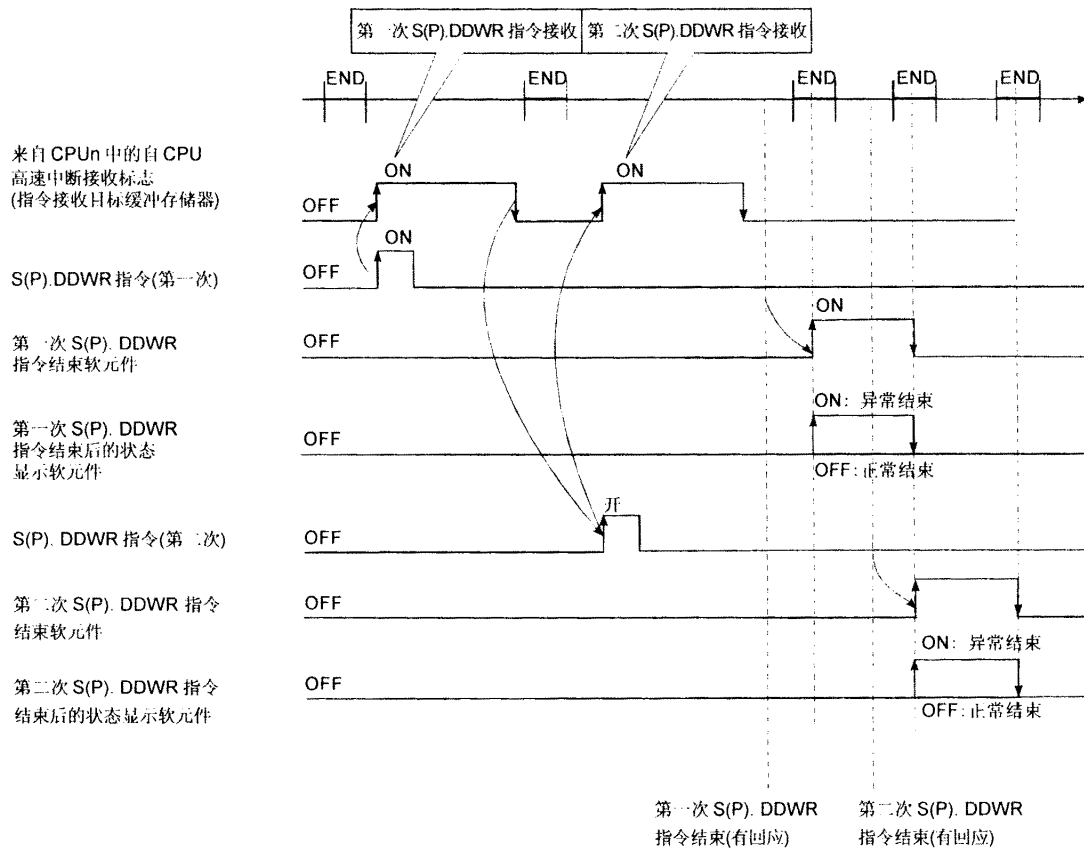 第一次 S(P).DDWR 指令接收
第二次 S(P).DDWR 指令接收
END
END
END
END
END
来自 CPUn 中的自 CPU
高速中断接收标志
(指令接收目标缓冲存储器)
OFF
ON
ON
S(P).DDWR 指令(第一次)
OFF
ON
第一次 S(P). DDWR
指令结束软元件
OFF
ON
第一次 S(P). DDWR
指令结束后的状态
显示软元件
OFF
ON: 异常结束
OFF:正常结束
S(P). DDWR 指令(第二次)
OFF
开
第二次 S(P). DDWR 指令
结束软元件
OFF
第二次 S(P). DDWR 指令
结束后的状态显示软元件
OFF
ON: 异常结束
OFF:正常结束
第一次 S(P). DDWR
指令结束(有回应)
第二次 S(P). DDWR
指令结束(有回应)